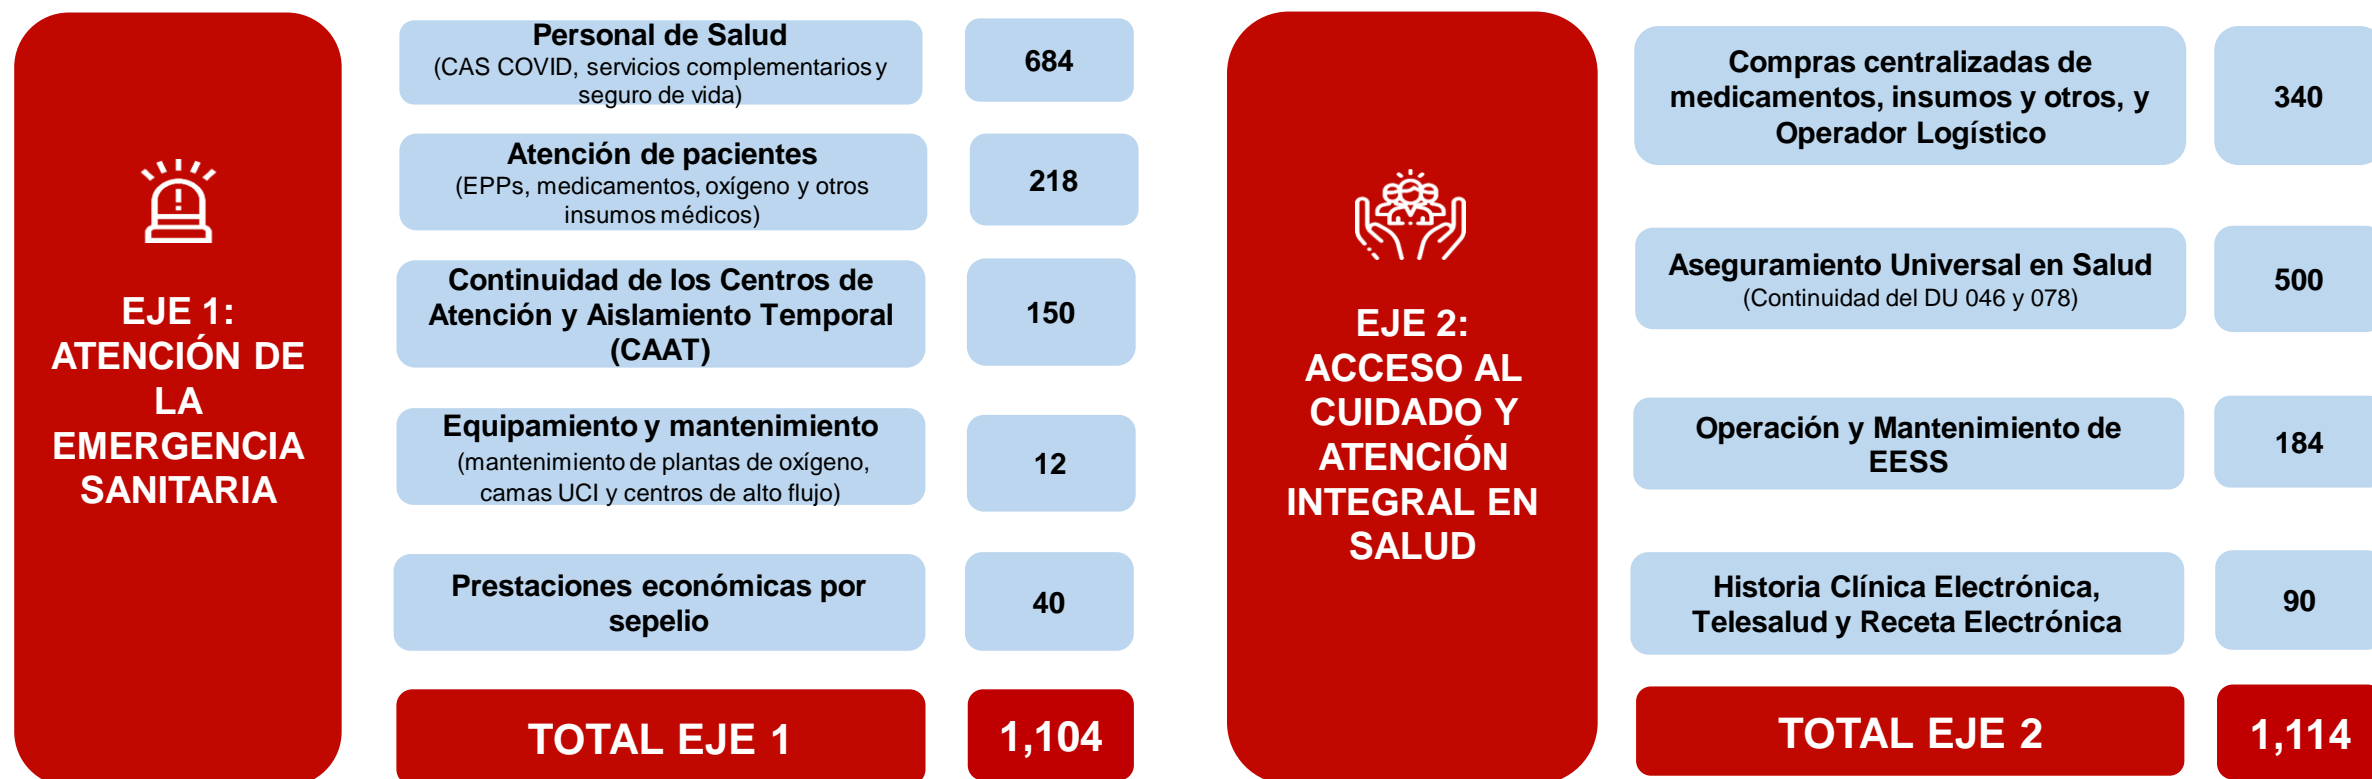 EJE 1:
ATENCIÓN DE
LA
EMERGENCIA
SANITARIA
Personal de Salud
(CAS COVID, servicios complementarios y
seguro de vida)
684
Atención de pacientes
(EPPs, medicamentos, oxígeno y otros
insumos médicos)
218
Continuidad de los Centros de
Atención y Aislamiento Temporal
(CAAT)
150
Equipamiento y mantenimiento
(mantenimiento de plantas de oxígeno,
camas UCI y centros de alto flujo)
12
Prestaciones económicas por
sepelio
40
TOTAL EJE 1
1,104
EJE 2:
ACCESO AL
CUIDADO Y
ATENCIÓN
INTEGRAL EN
SALUD
Compras centralizadas de
medicamentos, insumos y otros, y
Operador Logístico
340
Aseguramiento Universal en Salud
(Continuidad del DU 046 y 078)
500
Operación y Mantenimiento de
EESS
184
Historia Clínica Electrónica,
Telesalud y Receta Electrónica
90
TOTAL EJE 2
1,114